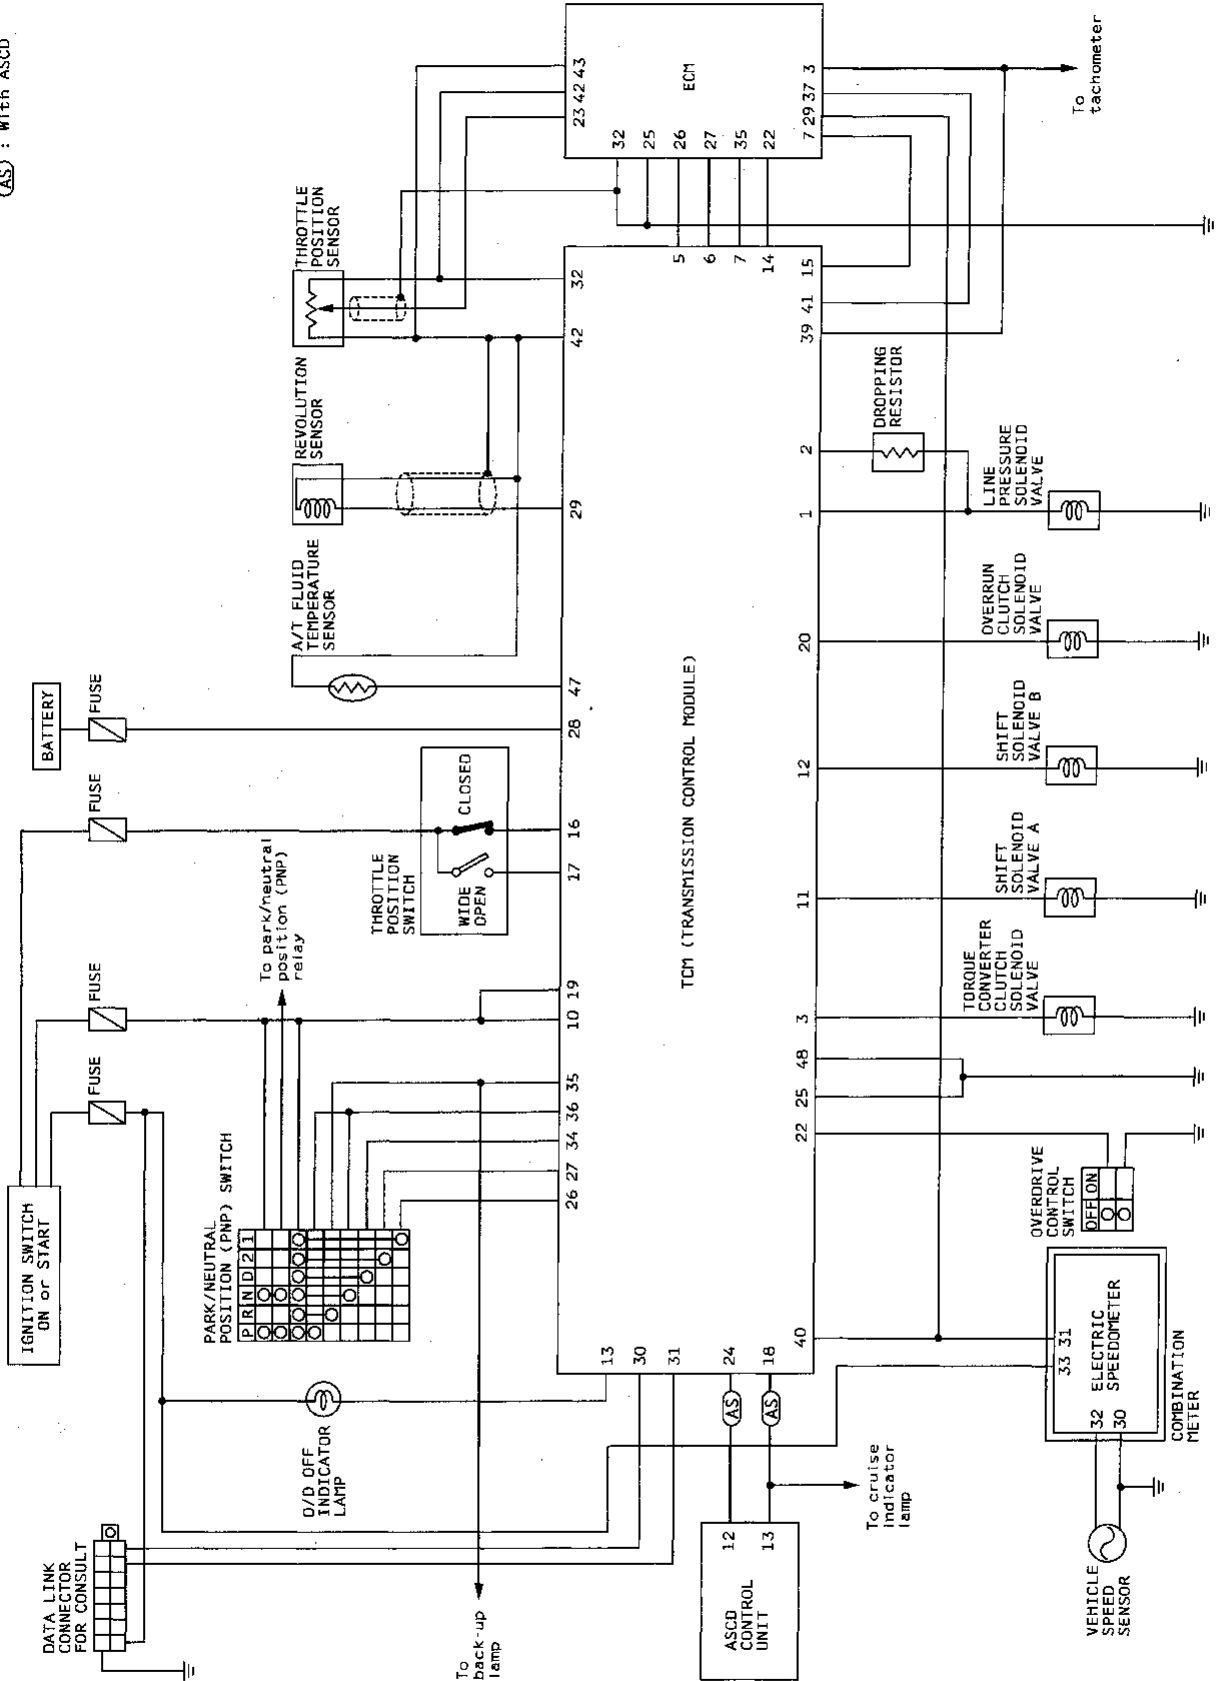 (AS) : With ASCD
DATA LINK
CONNECTOR
FOR CONSULT
IGNITION SWITCH
ON or START
FUSE
FUSE
FUSE
BATTERY
FUSE
To
back-up
lamp
O/D OFF
INDICATOR
LAMP
PARK/NEUTRAL
POSITION (PNP) SWITCH
P R N D 2 1
To park/neutral
position (PNP)
relay
THROTTLE
POSITION
SWITCH
WIDE
OPEN
CLOSED
A/T FLUID
TEMPERATURE
SENSOR
REVOLUTION
SENSOR
THROTTLE
POSITION
SENSOR
13
30
31
24
18
26 27 34 36 35 10 19 17 16 28 47 29 42 32
TCM (TRANSMISSION CONTROL MODULE)
5
6
7
14
40 22 25 48 3 11 12 20 1 2 39 41 15
23 42 43
32
25
26
27
35
22
ECM
7 29 37 3
To
tachometer
AS
AS
ASCD
CONTROL
UNIT
12
13
To cruise
indicator
lamp
VEHICLE
SPEED
SENSOR
32
30
33 31
ELECTRIC
SPEEDOMETER
COMBINATION
METER
OVERDRIVE
CONTROL
SWITCH
OFF ON
TORQUE
CONVERTER
CLUTCH
SOLENOID
VALVE
SHIFT
SOLENOID
VALVE A
SHIFT
SOLENOID
VALVE B
OVERRUN
CLUTCH
SOLENOID
VALVE
LINE
PRESSURE
SOLENOID
VALVE
DROPPING
RESISTOR